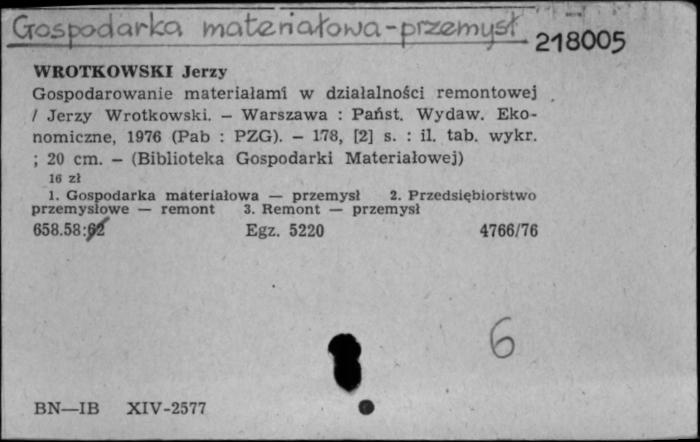 Gospodarka materiałowa-przemysł
218005
WROTKOWSKI Jerzy
Gospodarowanie materiałami w działalności remontowej
/ Jerzy Wrotkowski. — Warszawa : Państ. Wydaw. Eko-
nomiczne, 1976 (Pab : PZG). — 178, [2] s. : il. tab. wykr.
; 20 cm. — (Biblioteka Gospodarki Materiałowej)
16 zł
1. Gospodarka materiałowa — przemysł 2. Przedsiębiorstwo
przemysłowe — remont 3. Remont — przemysł
658.58:62 Egz. 5220 4766/76
6
BN—IB XIV-2577